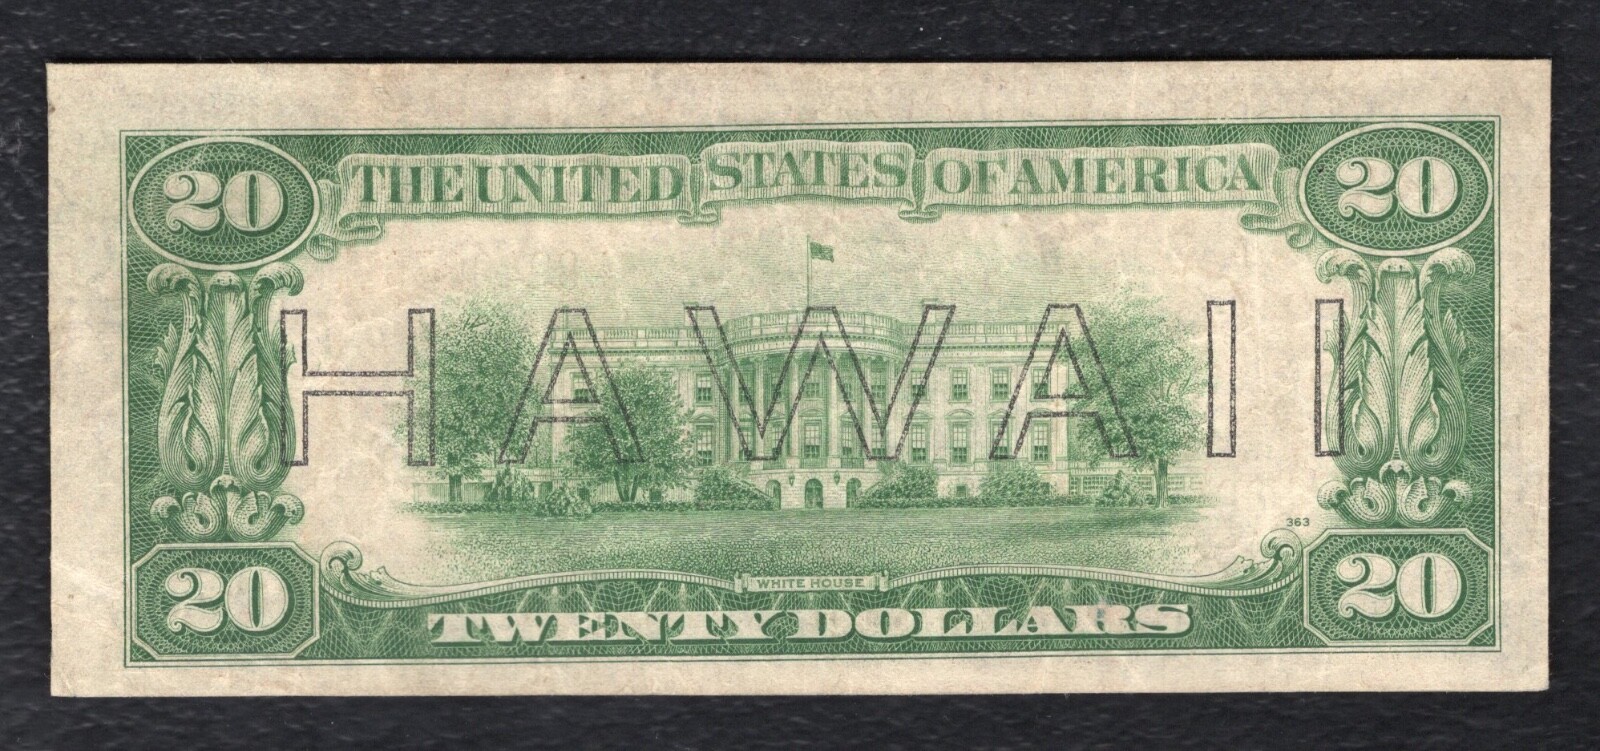 20 THE UNITED STATES OF AMERICA 20
HAWAII
363
WHITE HOUSE
20 TWENTY DOLLARS 20